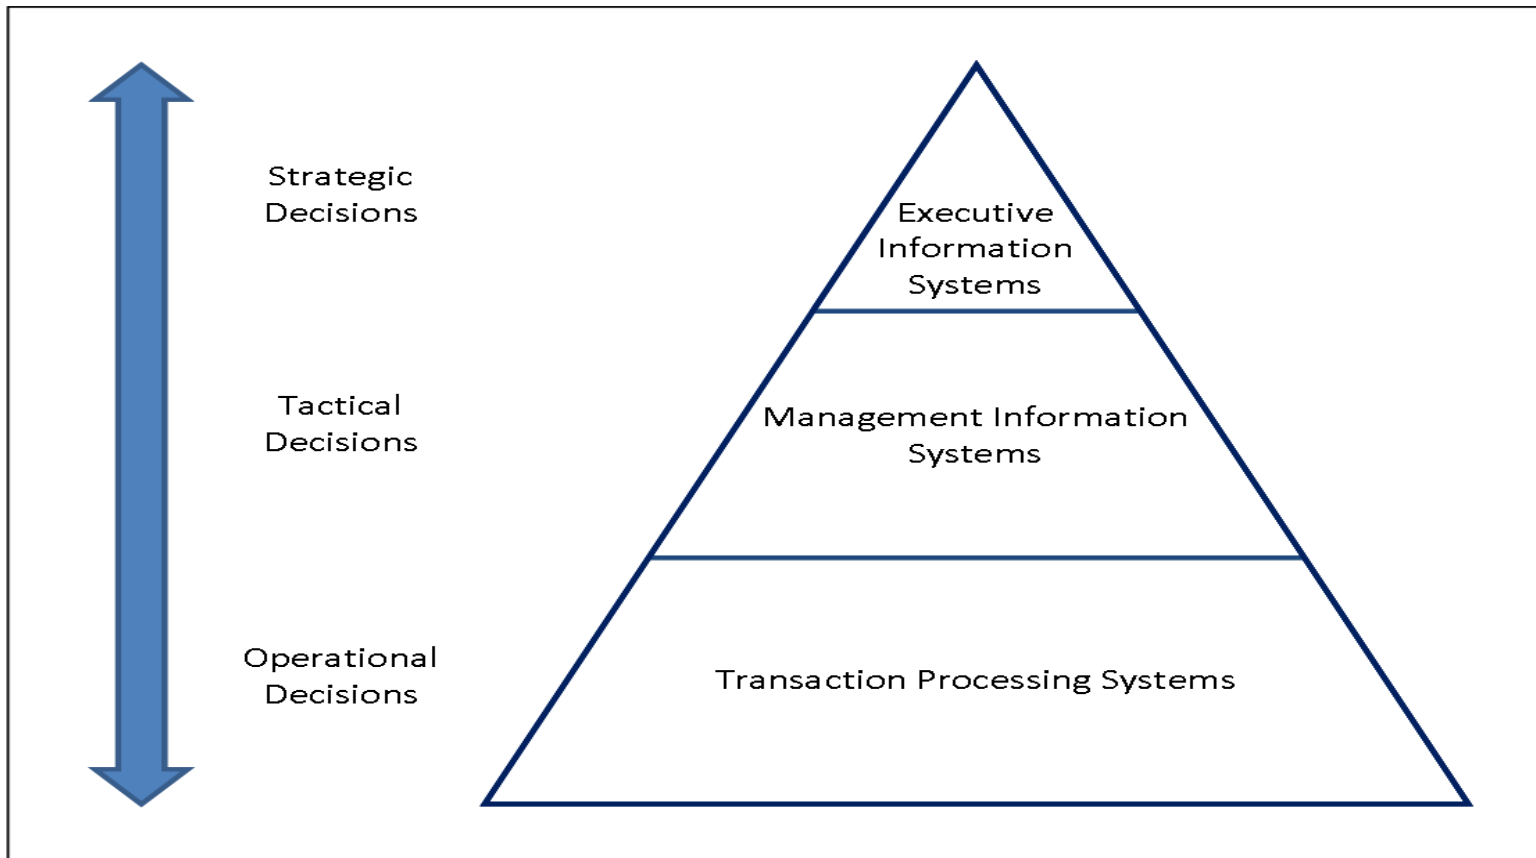 Strategic
Decisions
Executive
Information
Systems
Tactical
Decisions
Management Information
Systems
Operational
Decisions
Transaction Processing Systems